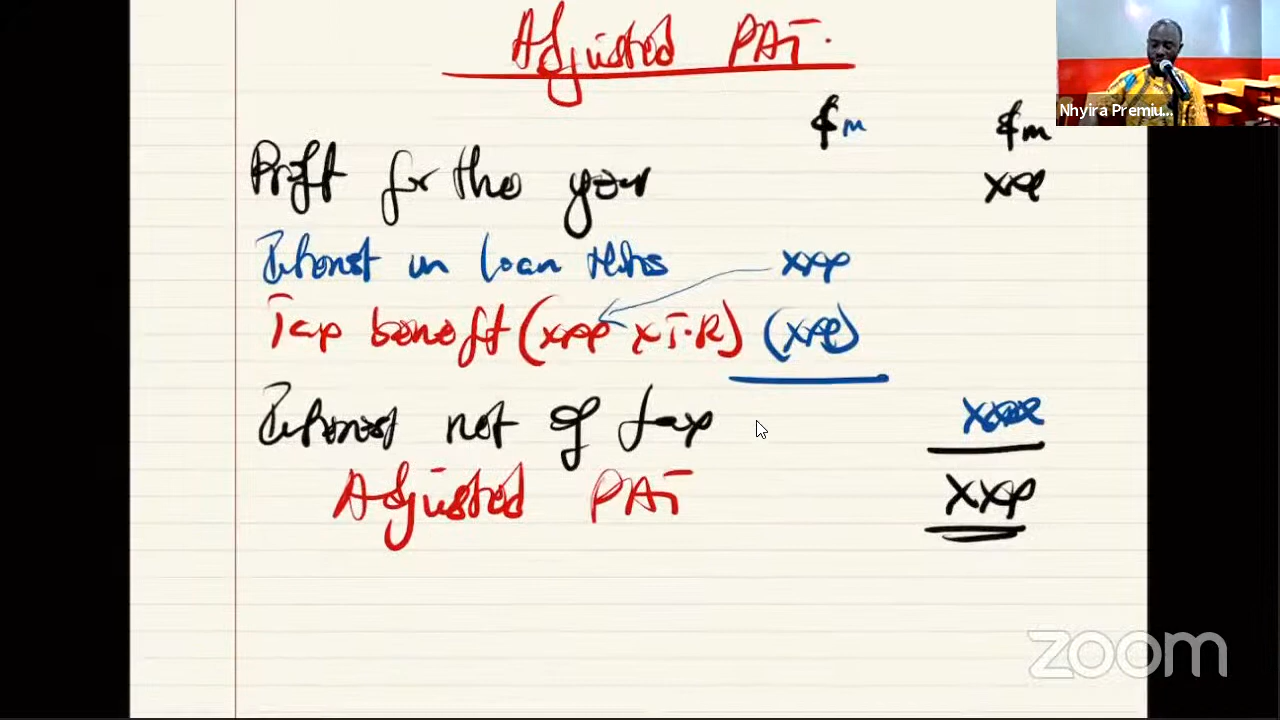 Adjusted PAT.
Nhyira Premiu...
$m $m
Profit for the year xxx
Interest on loan notes xxx
Tax benefit (xxx x T.R) (xxx)
Interest net of tax xxx
Adjusted PAT xxx
zoom